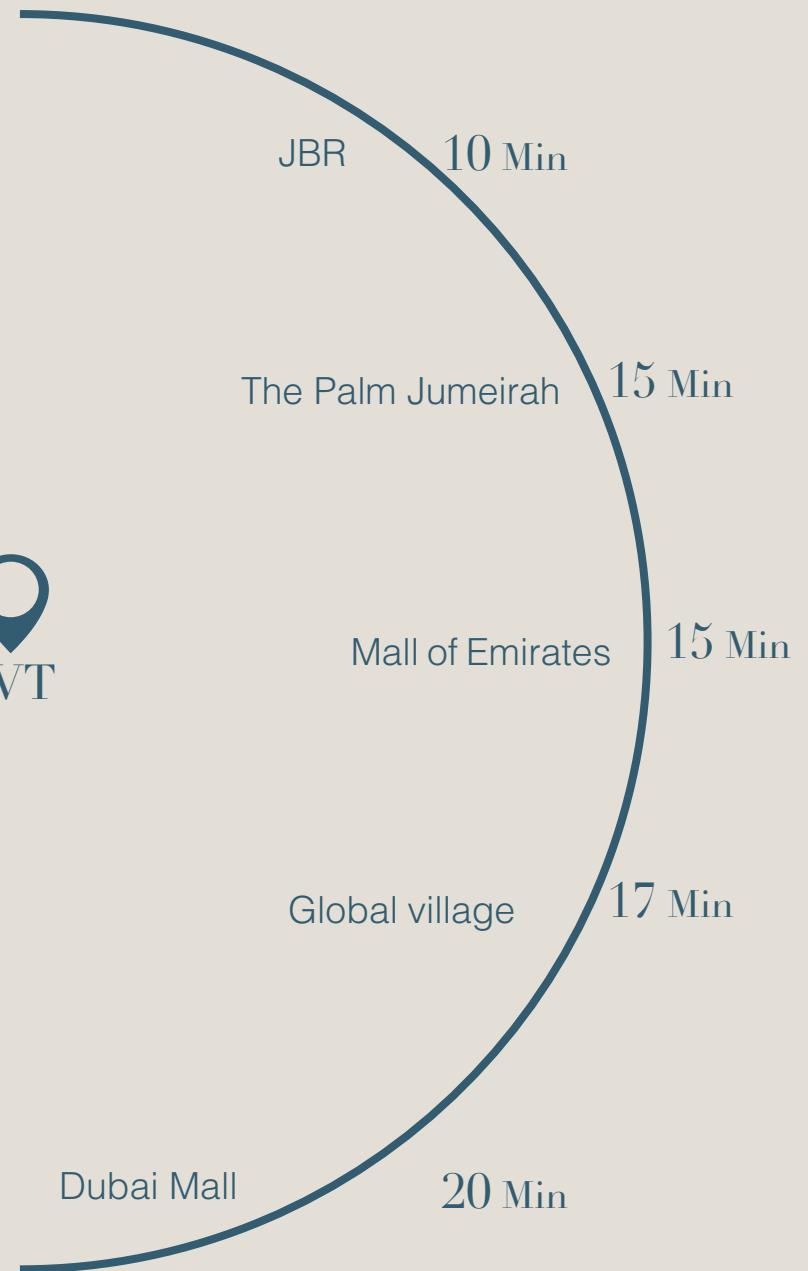 JBR 10 Min
The Palm Jumeirah 15 Min
Mall of Emirates 15 Min
VT
Global village 17 Min
Dubai Mall 20 Min